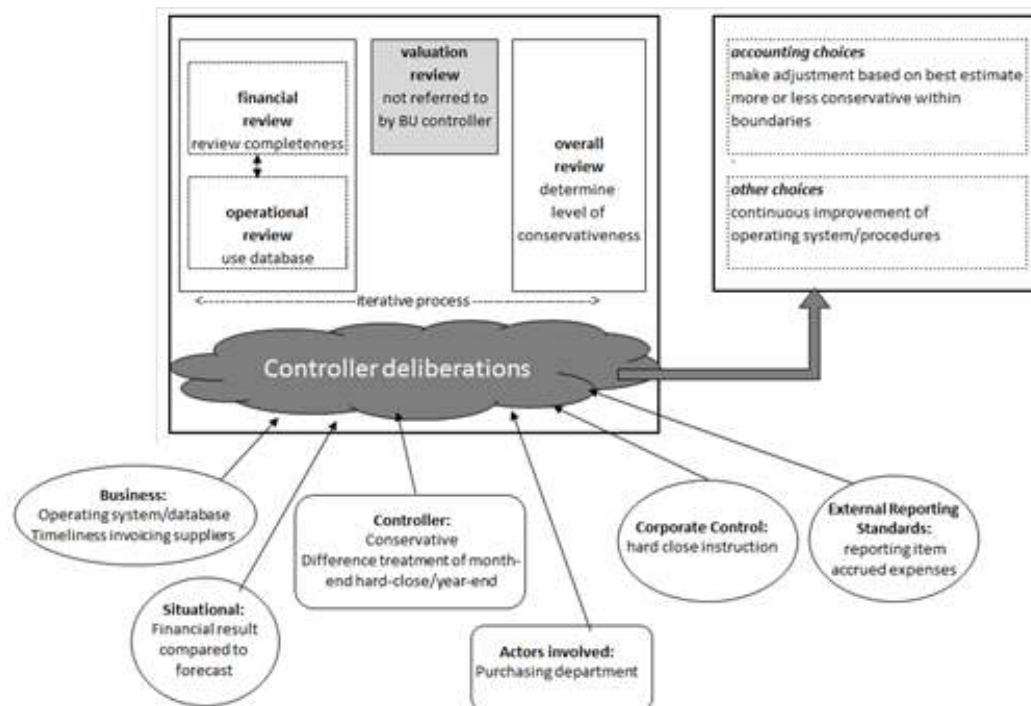 financial
review
review completeness
operational
review
use database
valuation
review
not referred to
by BU controller
overall
review
determine
level of
conservativeness
<---------------------iterative process--------------------->
accounting choices
make adjustment based on best estimate
more or less conservative within
boundaries
other choices
continuous improvement of
operating system/procedures
Controller deliberations
Business:
Operating system/database
Timeliness invoicing suppliers
Situational:
Financial result
compared to
forecast
Controller:
Conservative
Difference treatment of month-
end hard-close/year-end
Actors involved:
Purchasing department
Corporate Control:
hard close instruction
External Reporting
Standards:
reporting item
accrued expenses